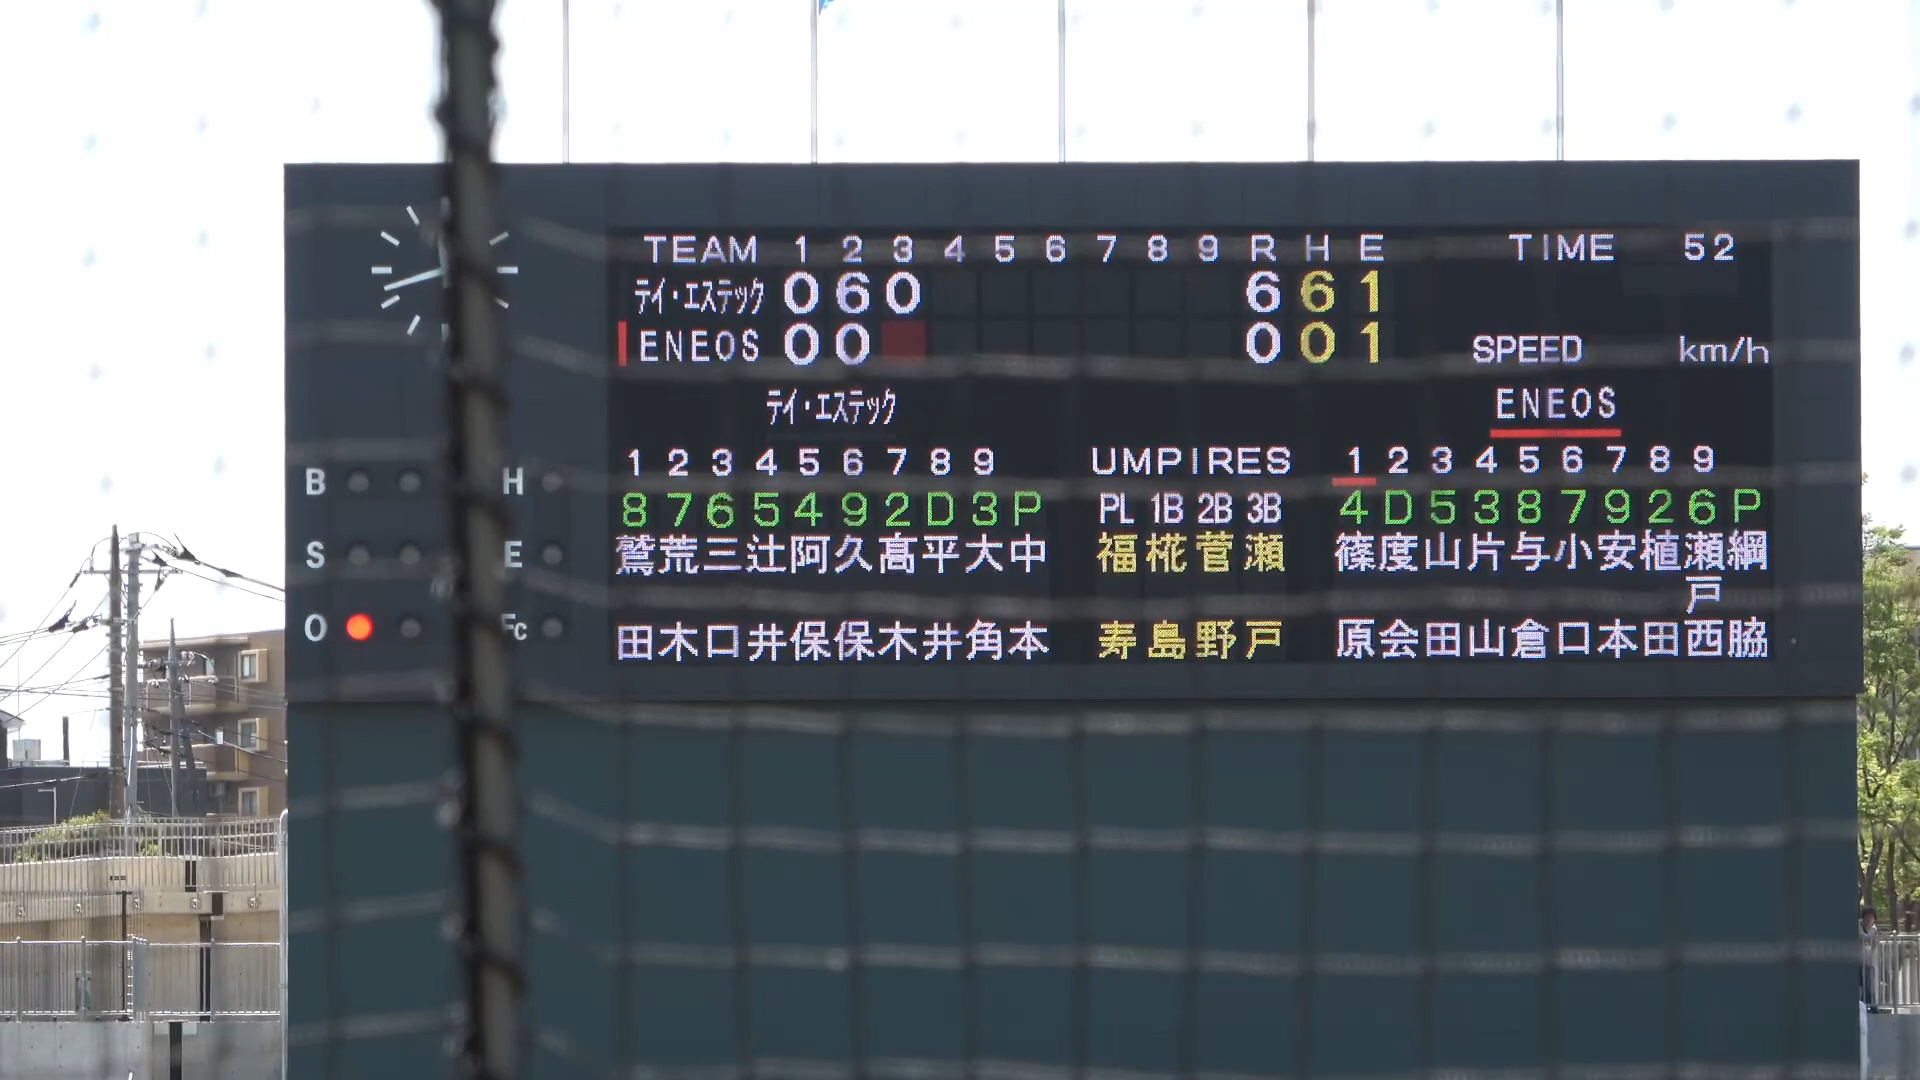 TEAM 1 2 3 4 5 6 7 8 9 R H E TIME 52
テイ・エステック 0 6 0 6 6 1
ENEOS 0 0 0 0 1 SPEED km/h
テイ・エステック ENEOS
1 2 3 4 5 6 7 8 9 UMPIRES 1 2 3 4 5 6 7 8 9
B H 8 7 6 5 4 9 2 D 3 P PL 1B 2B 3B 4 D 5 3 8 7 9 2 6 P
S E 鷲荒三辻阿久髙平大中 福椛菅瀬 篠度山片与小安植瀬綱
戸
O Fc 田木口井保保木井角本 寿島野戸 原会田山倉口本田西脇